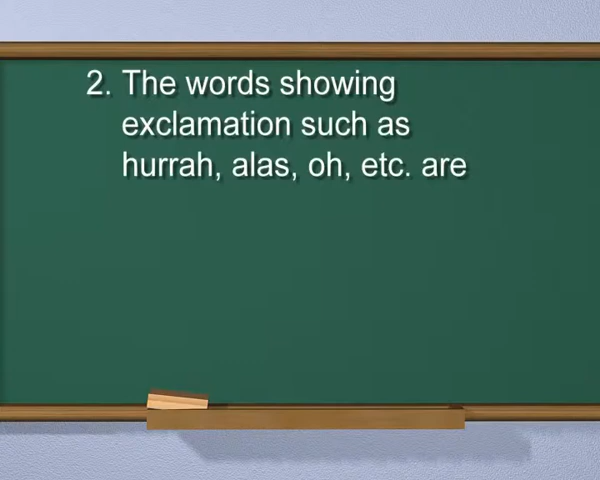 2. The words showing
exclamation such as
hurrah, alas, oh, etc. are